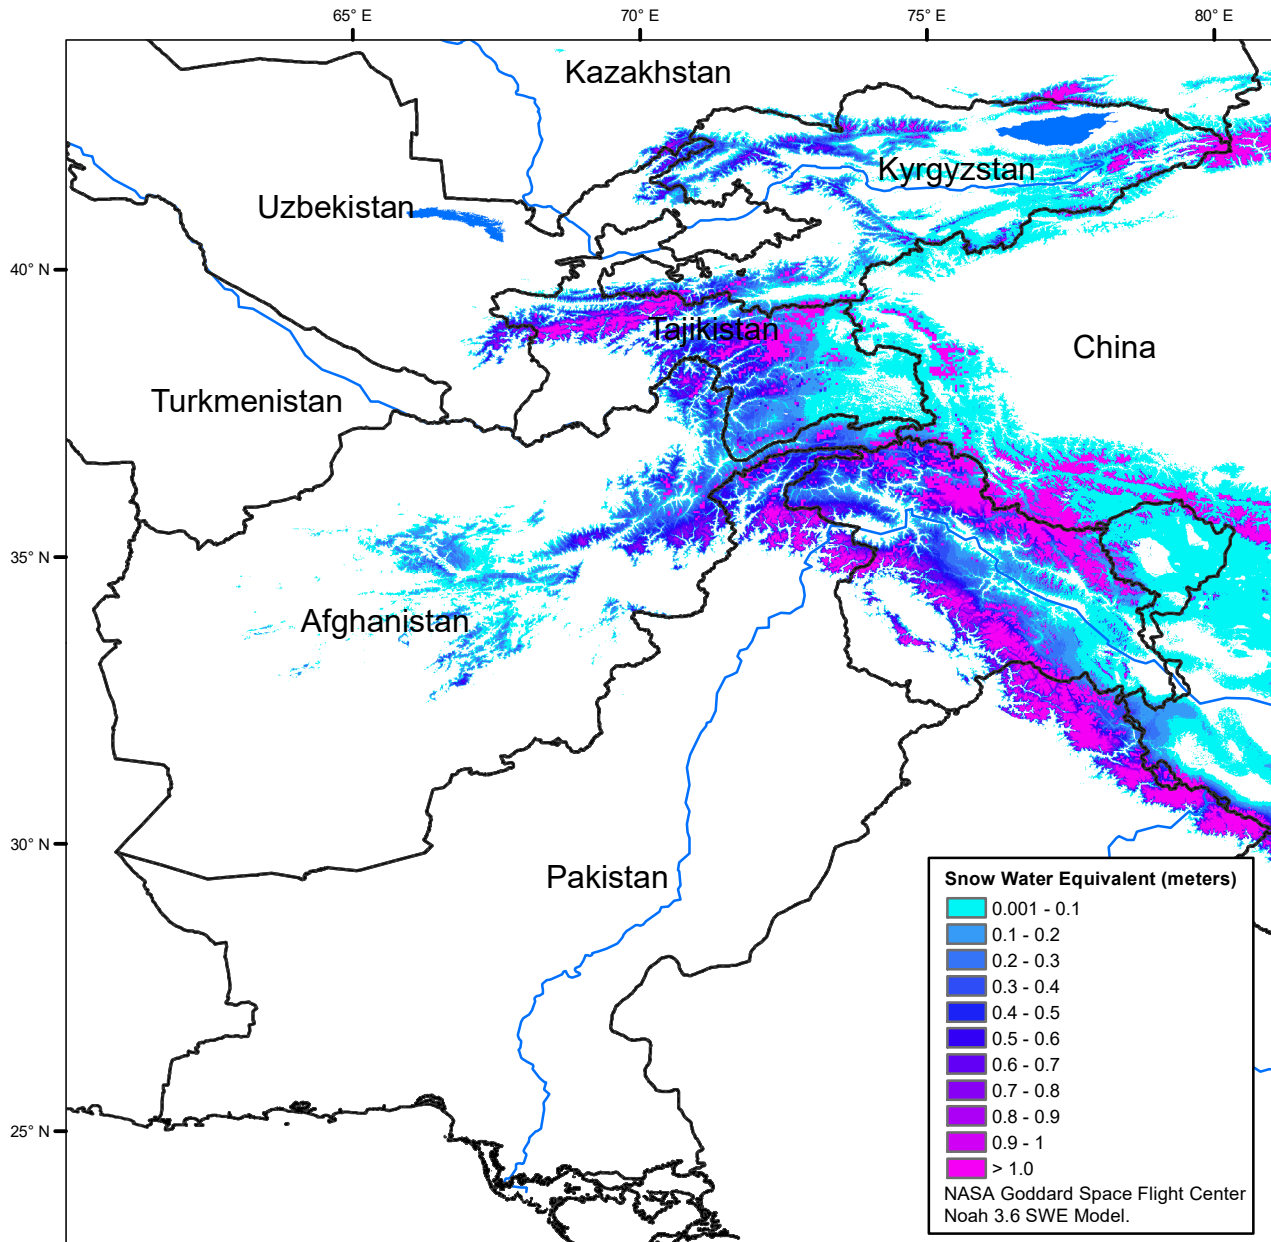 65° E
70° E
75° E
80° E
Kazakhstan
Kyrgyzstan
Uzbekistan
40° N
Tajikistan
China
Turkmenistan
35° N
Afghanistan
30° N
Pakistan
Snow Water Equivalent (meters)
0.001 - 0.1
0.1 - 0.2
0.2 - 0.3
0.3 - 0.4
0.4 - 0.5
0.5 - 0.6
0.6 - 0.7
0.7 - 0.8
0.8 - 0.9
0.9 - 1
> 1.0
25° N
NASA Goddard Space Flight Center
Noah 3.6 SWE Model.